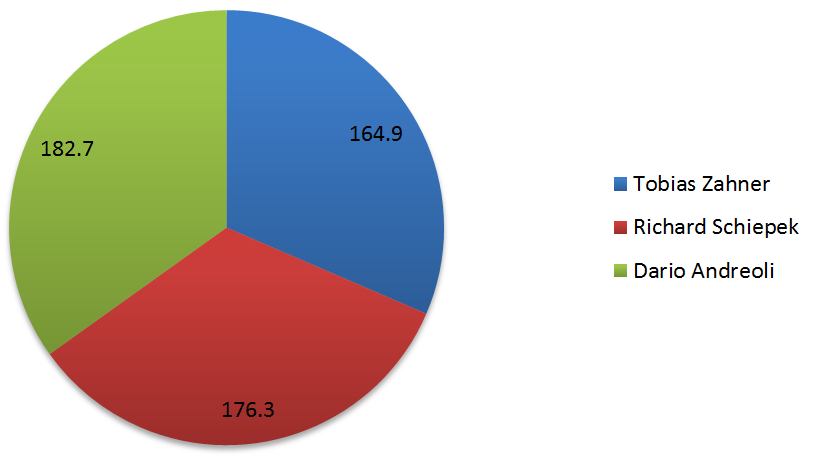 164.9
182.7
176.3
Tobias Zahner
Richard Schiepek
Dario Andreoli